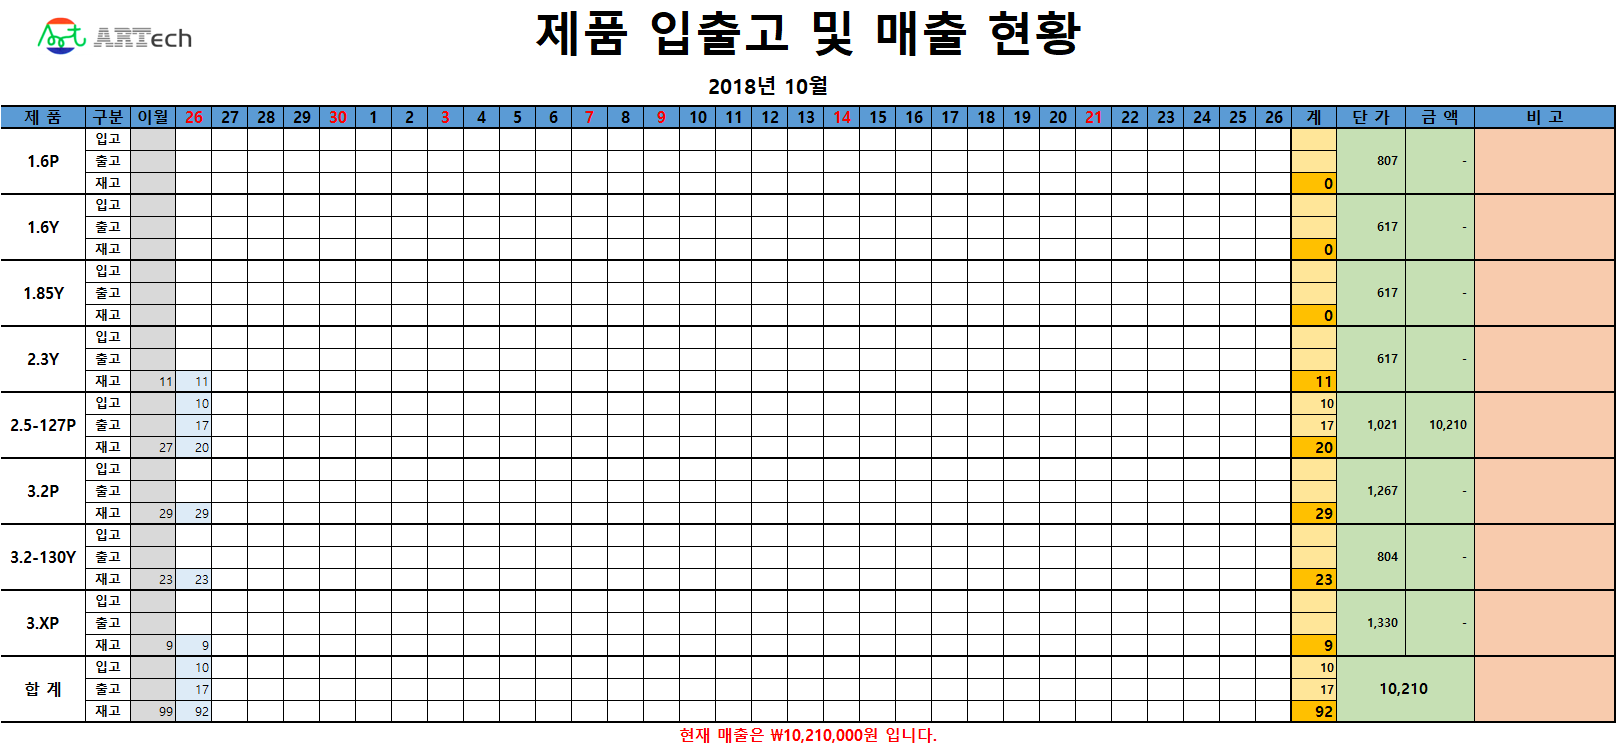 Art ARTech
제품 입출고 및 매출 현황
2018년 10월
제 품 구분 이월 26 27 28 29 30 1 2 3 4 5 6 7 8 9 10 11 12 13 14 15 16 17 18 19 20 21 22 23 24 25 26 계 단 가 금 액 비 고
입고
1.6P 출고 807 -
재고 0
입고
1.6Y 출고 617 -
재고 0
입고
1.85Y 출고 617 -
재고 0
입고
2.3Y 출고 617 -
재고 11 11 11
입고 10 10
2.5-127P 출고 17 17 1,021 10,210
재고 27 20 20
입고
3.2P 출고 1,267 -
재고 29 29 29
입고
3.2-130Y 출고 804 -
재고 23 23 23
입고
3.XP 출고 1,330 -
재고 9 9 9
입고 10 10
합 계 출고 17 17 10,210
재고 99 92 92
현재 매출은 ₩10,210,000원 입니다.